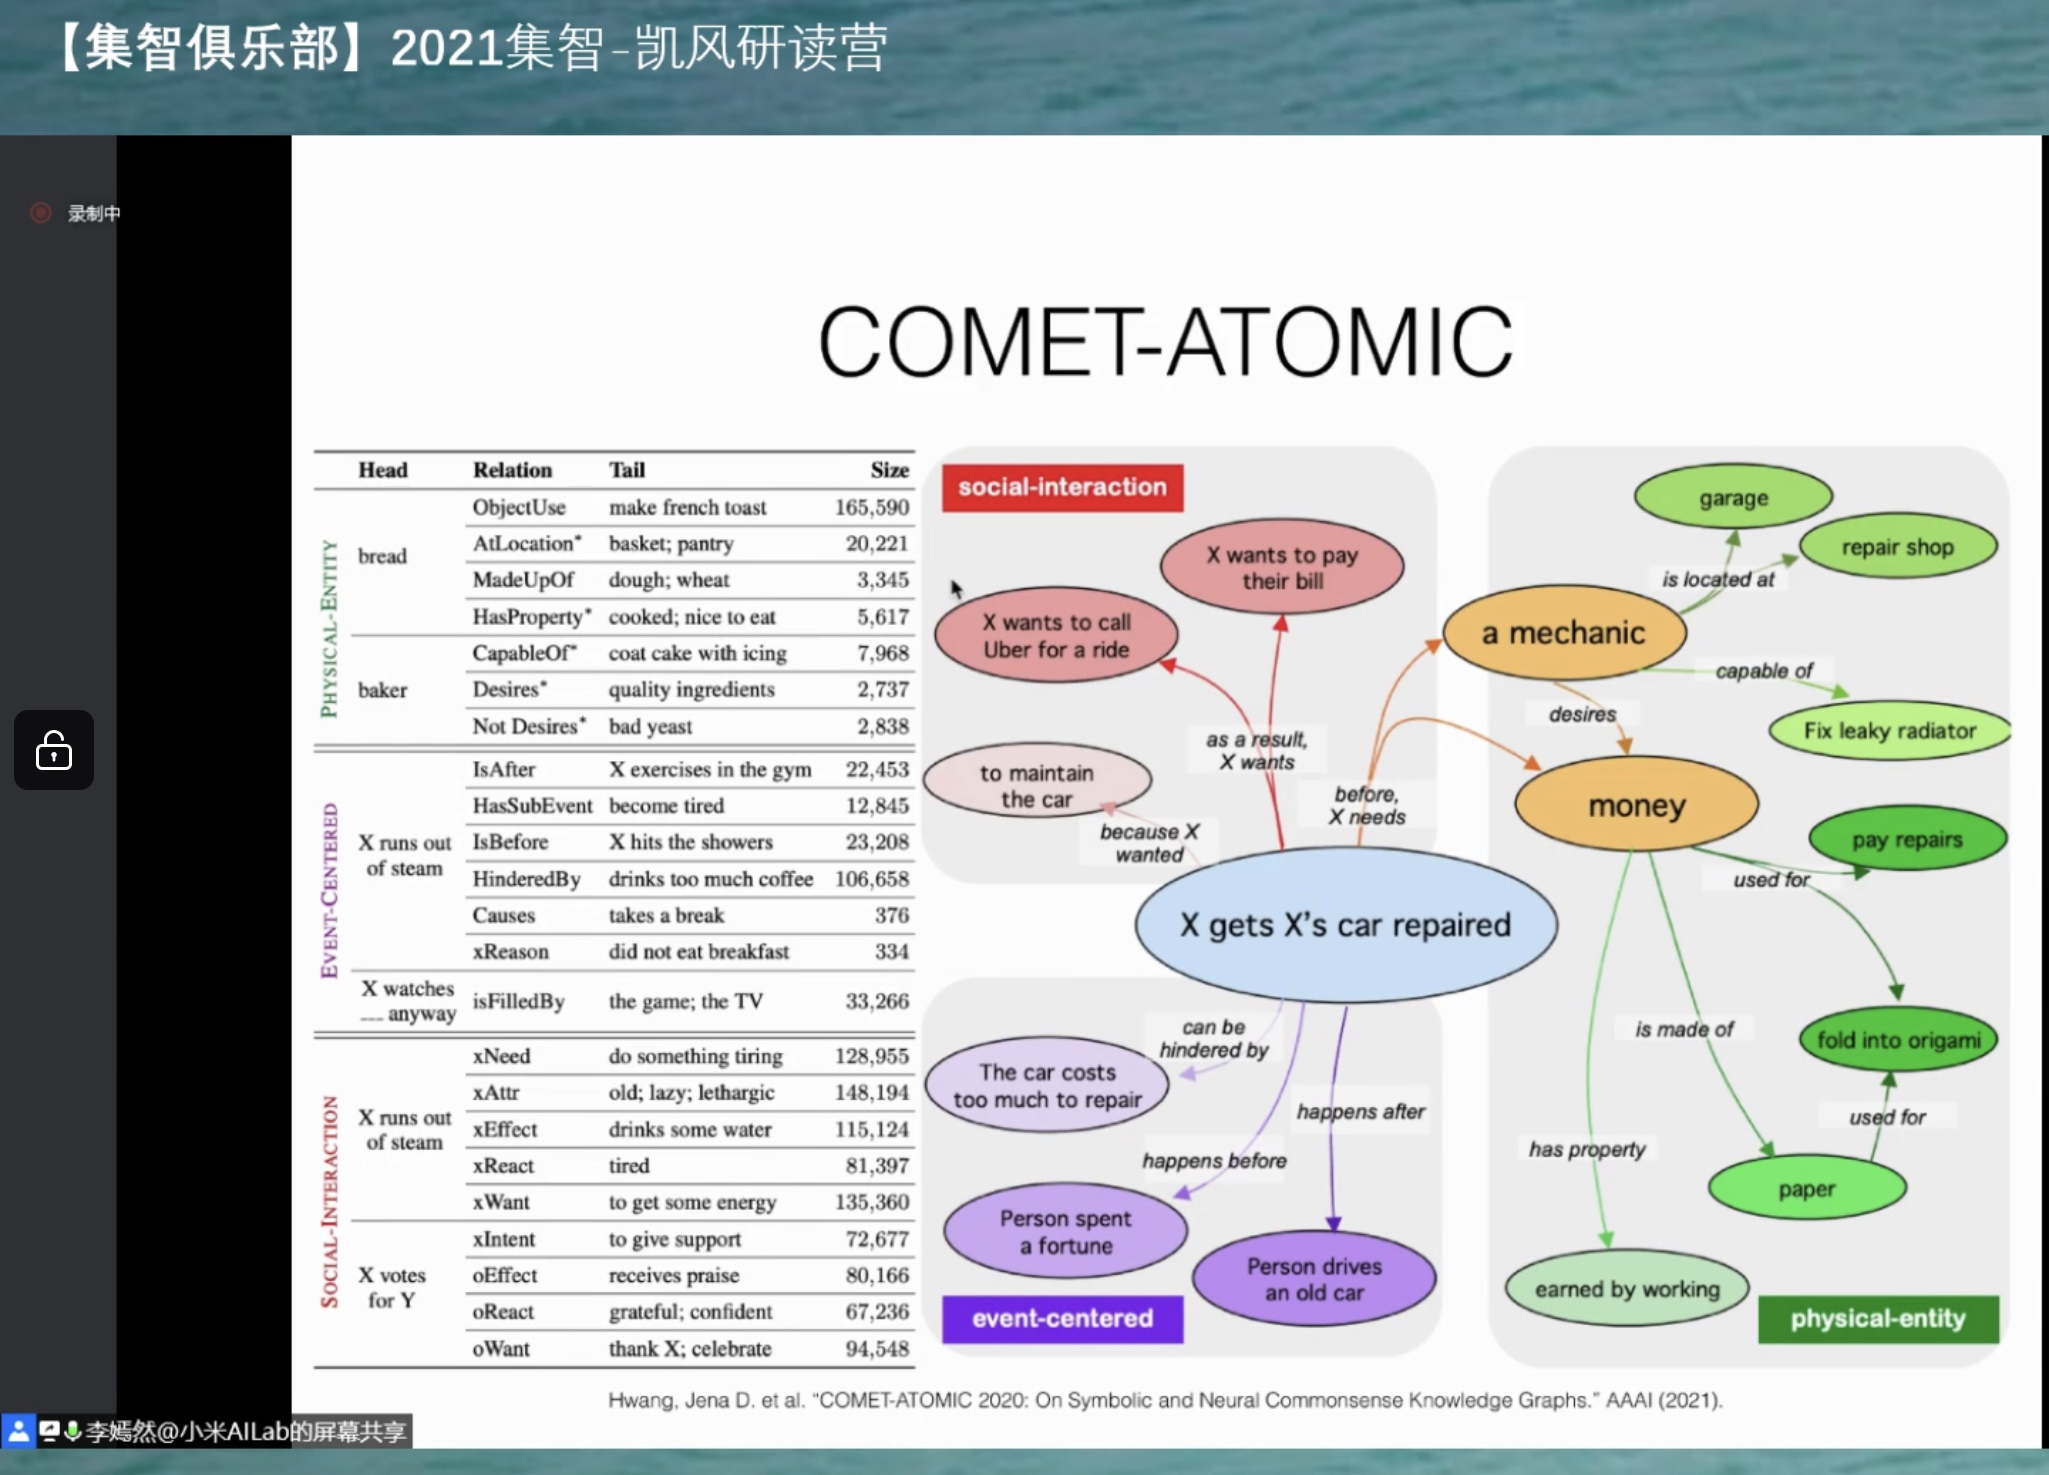 【集智俱乐部】2021集智-凯风研读营
录制中
COMET-ATOMIC
Head Relation Tail Size
PHYSICAL-ENTITY
bread
ObjectUse make french toast 165,590
AtLocation* basket; pantry 20,221
MadeUpOf dough; wheat 3,345
HasProperty* cooked; nice to eat 5,617
baker
CapableOf* coat cake with icing 7,968
Desires* quality ingredients 2,737
Not Desires* bad yeast 2,838
EVENT-CENTERED
X runs out
of steam
IsAfter X exercises in the gym 22,453
HasSubEvent become tired 12,845
IsBefore X hits the showers 23,208
HinderedBy drinks too much coffee 106,658
Causes takes a break 376
xReason did not eat breakfast 334
X watches
___ anyway
isFilledBy the game; the TV 33,266
SOCIAL-INTERACTION
X runs out
of steam
xNeed do something tiring 128,955
xAttr old; lazy; lethargic 148,194
xEffect drinks some water 115,124
xReact tired 81,397
xWant to get some energy 135,360
X votes
for Y
xIntent to give support 72,677
oEffect receives praise 80,166
oReact grateful; confident 67,236
oWant thank X; celebrate 94,548
social-interaction
X wants to pay
their bill
X wants to call
Uber for a ride
to maintain
the car
as a result,
X wants
because X
wanted
before,
X needs
X gets X's car repaired
can be
hindered by
The car costs
too much to repair
happens before
happens after
Person spent
a fortune
Person drives
an old car
event-centered
garage
repair shop
is located at
a mechanic
capable of
desires
Fix leaky radiator
money
pay repairs
used for
is made of
fold into origami
used for
has property
paper
earned by working
physical-entity
Hwang, Jena D. et al. “COMET-ATOMIC 2020: On Symbolic and Neural Commonsense Knowledge Graphs.” AAAI (2021).
李嫣然@小米AILab的屏幕共享